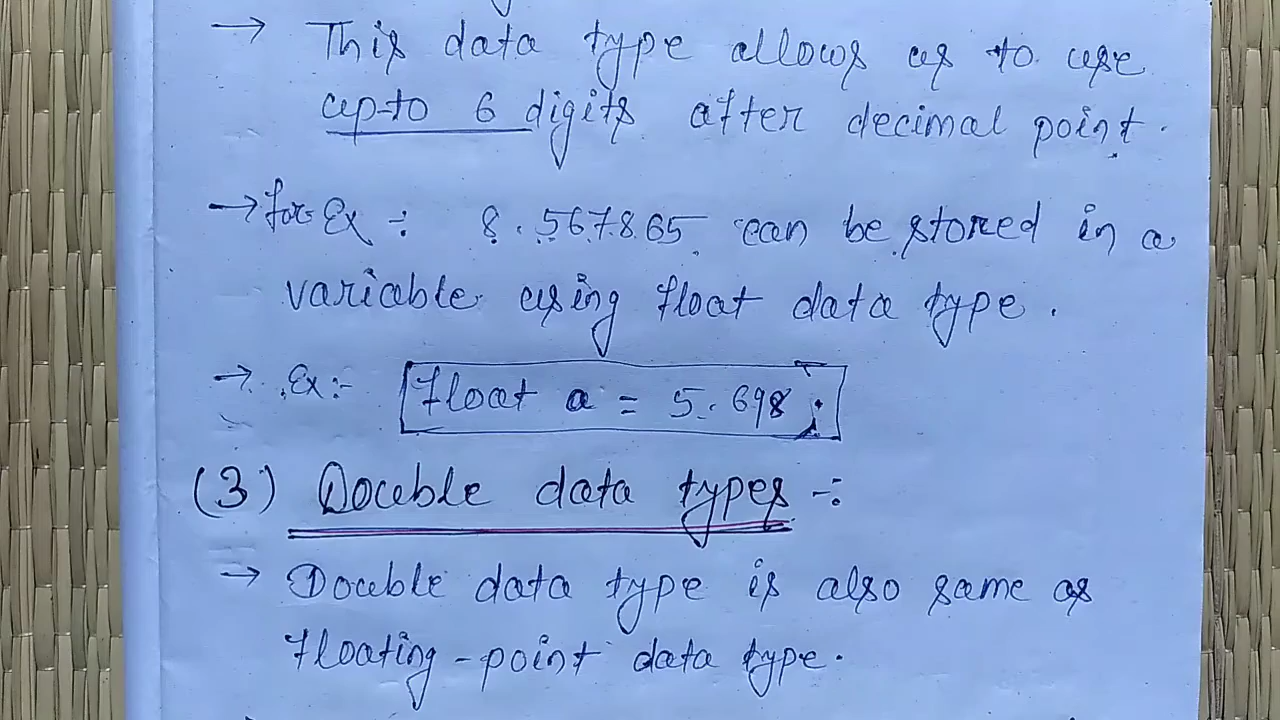 → This data type allows us to use
upto 6 digits after decimal point.
→ for Ex :- 8.567865 can be stored in a
variable using float data type.
→ Ex:- float a = 5.698 ;
(3) Double data types -:
→ Double data type is also same as
floating-point data type.